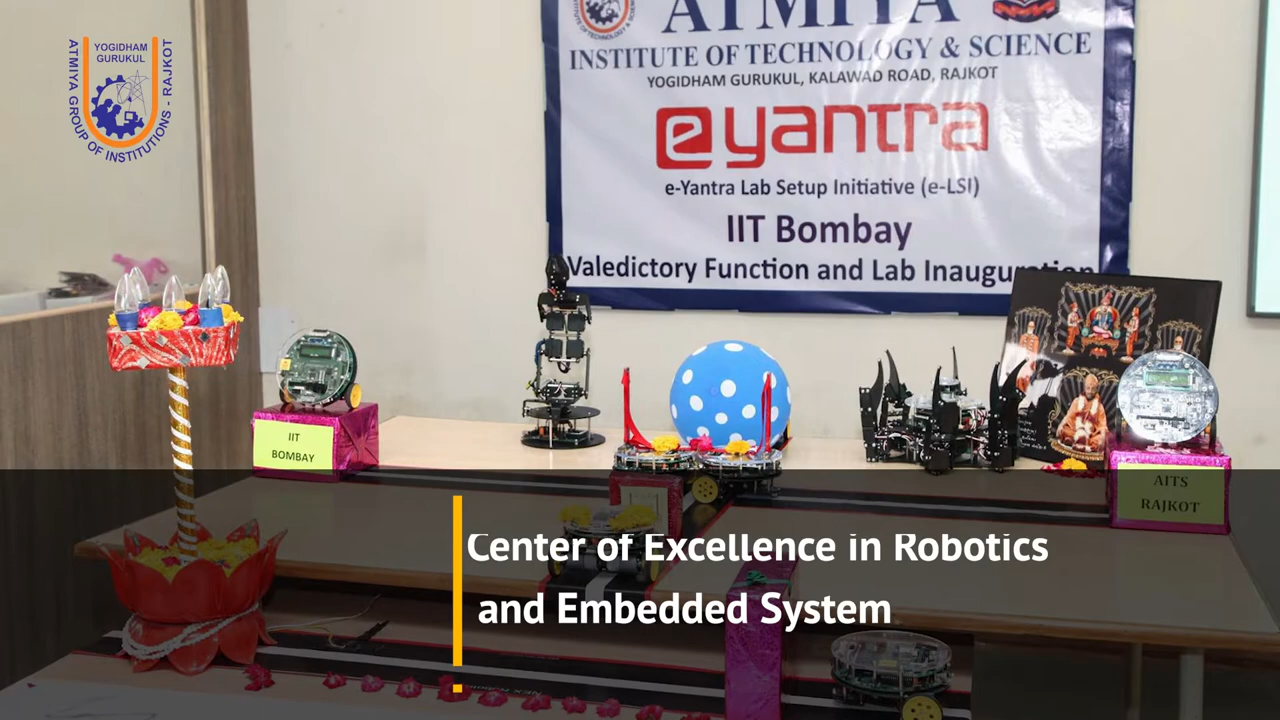 YOGIDHAM
GURUKUL
ATMIYA GROUP OF INSTITUTIONS - RAJKOT
ATMIYA
INSTITUTE OF TECHNOLOGY & SCIENCE
YOGIDHAM GURUKUL, KALAWAD ROAD, RAJKOT
eyantra
e-Yantra Lab Setup Initiative (e-LSI)
IIT Bombay
Valedictory Function and Lab Inauguration
IIT
BOMBAY
AITS
RAJKOT
Center of Excellence in Robotics
and Embedded System